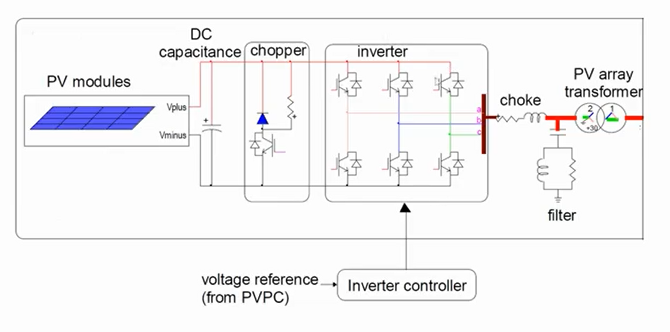 DC
capacitance
chopper
inverter
PV modules
Vplus
Vminus
+
+
a
b
c
choke
PV array
transformer
2
1
+30
filter
voltage reference
(from PVPC)
Inverter controller